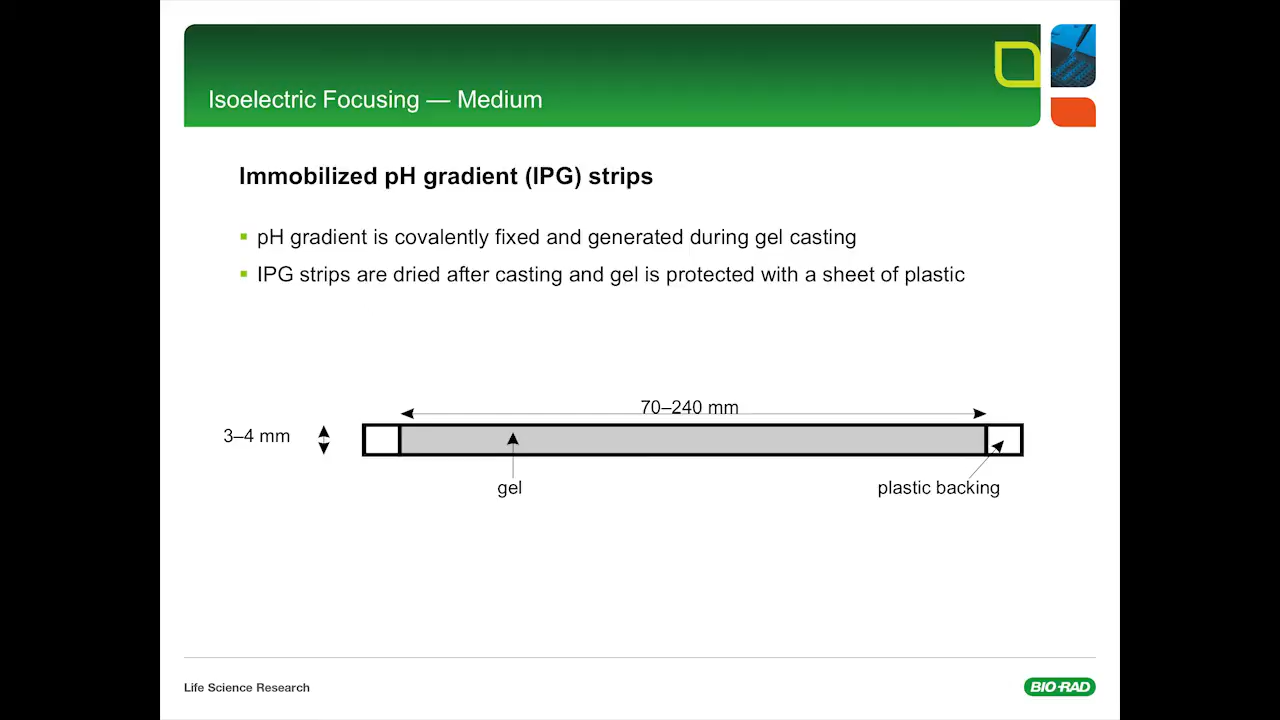 Isoelectric Focusing — Medium
Immobilized pH gradient (IPG) strips
pH gradient is covalently fixed and generated during gel casting
IPG strips are dried after casting and gel is protected with a sheet of plastic
70–240 mm
3–4 mm
gel
plastic backing
Life Science Research
BIO-RAD